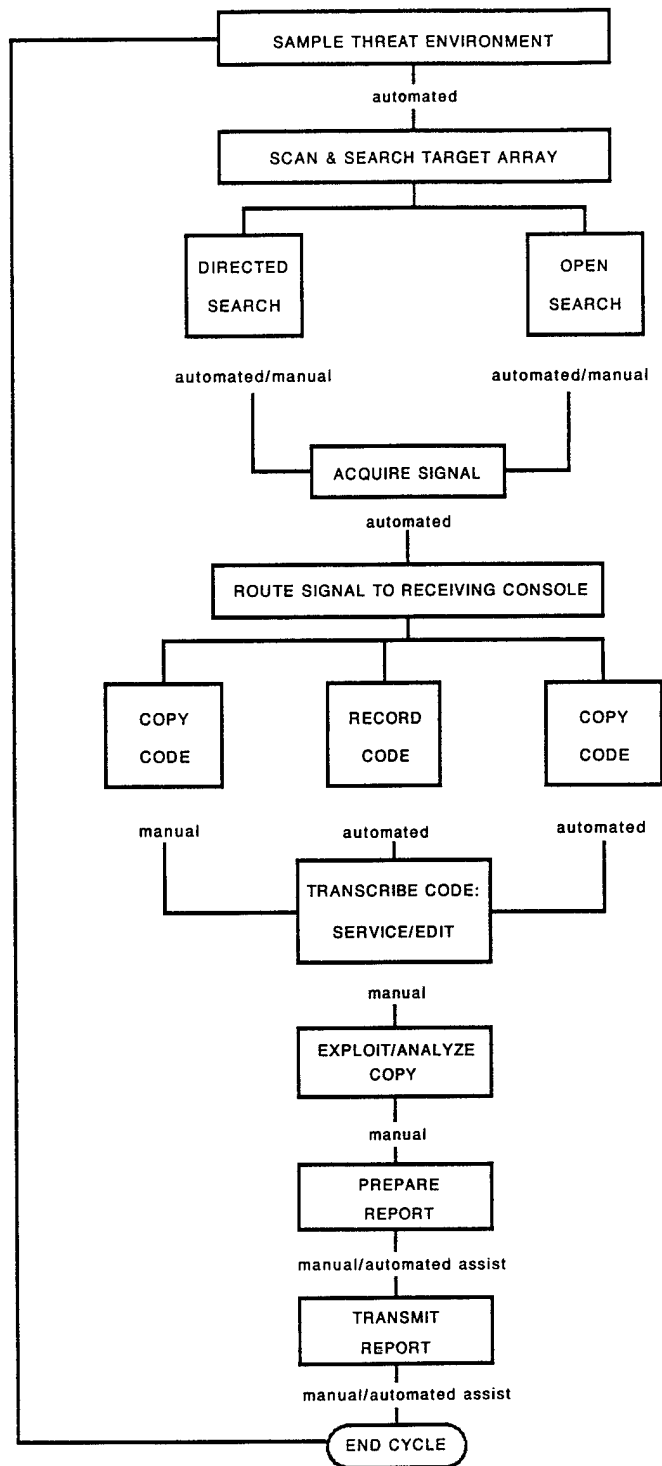 SAMPLE THREAT ENVIRONMENT
automated
SCAN & SEARCH TARGET ARRAY
DIRECTED
SEARCH
OPEN
SEARCH
automated/manual
automated/manual
ACQUIRE SIGNAL
automated
ROUTE SIGNAL TO RECEIVING CONSOLE
COPY
CODE
RECORD
CODE
COPY
CODE
manual
automated
automated
TRANSCRIBE CODE:
SERVICE/EDIT
manual
EXPLOIT/ANALYZE
COPY
manual
PREPARE
REPORT
manual/automated assist
TRANSMIT
REPORT
manual/automated assist
END CYCLE